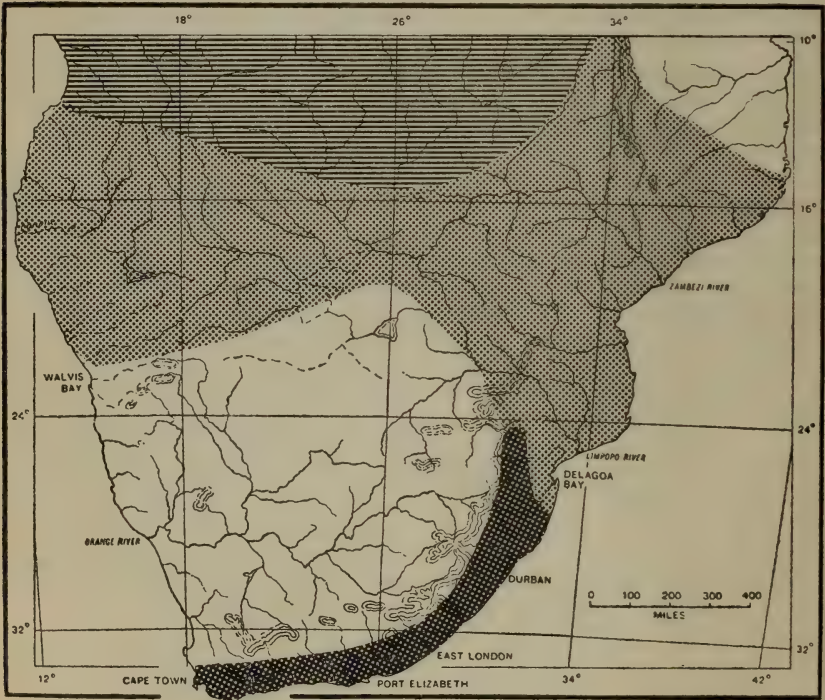 18° 26° 34°
10°
16°
ZAMBEZI RIVER
WALVIS
BAY
24° 24°
LIMPOPO RIVER
DELAGOA
BAY
ORANGE RIVER
DURBAN
0 100 200 300 400
MILES
32° EAST LONDON 32°
12° CAPE TOWN PORT ELIZABETH 34° 42°